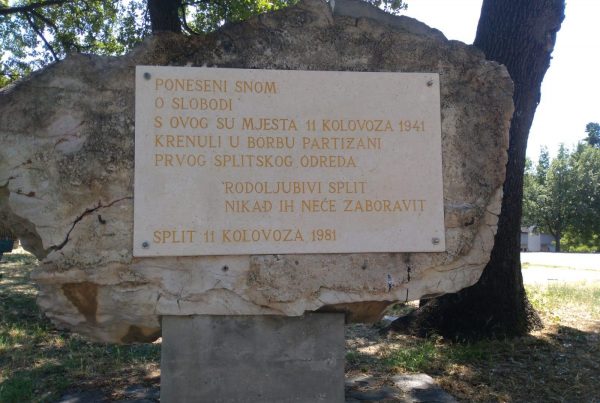 PONESENI SNOM
O SLOBODI
S OVOG SU MJESTA 11 KOLOVOZA 1941
KRENULI U BORBU PARTIZANI
PRVOG SPLITSKOG ODREDA
RODOLJUBIVI SPLIT
NIKAD IH NEĆE ZABORAVIT
SPLIT 11 KOLOVOZA 1981